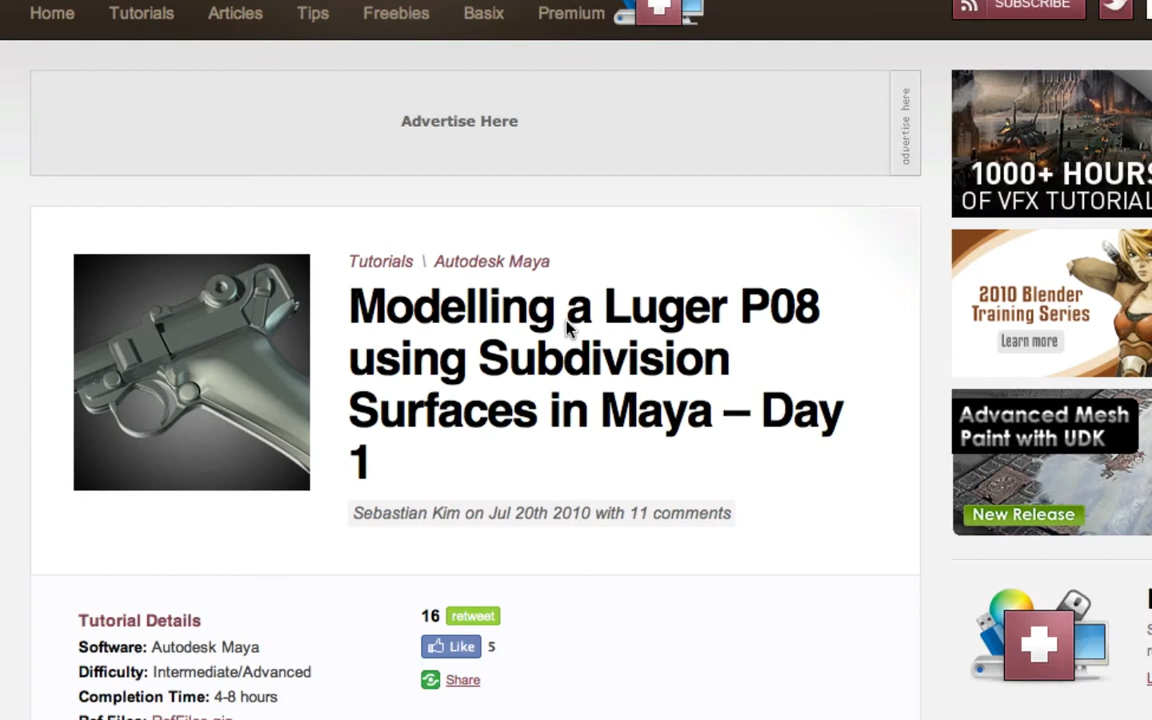 Home Tutorials Articles Tips Freebies Basix Premium
SUBSCRIBE
Advertise Here
advertise here
1000+ HOURS
OF VFX TUTORIAL
Tutorials \ Autodesk Maya
Modelling a Luger P08
using Subdivision
Surfaces in Maya – Day
1
Sebastian Kim on Jul 20th 2010 with 11 comments
2010 Blender
Training Series
Learn more
Advanced Mesh
Paint with UDK
New Release
Tutorial Details
Software: Autodesk Maya
Difficulty: Intermediate/Advanced
Completion Time: 4-8 hours
16 retweet
Like 5
Share